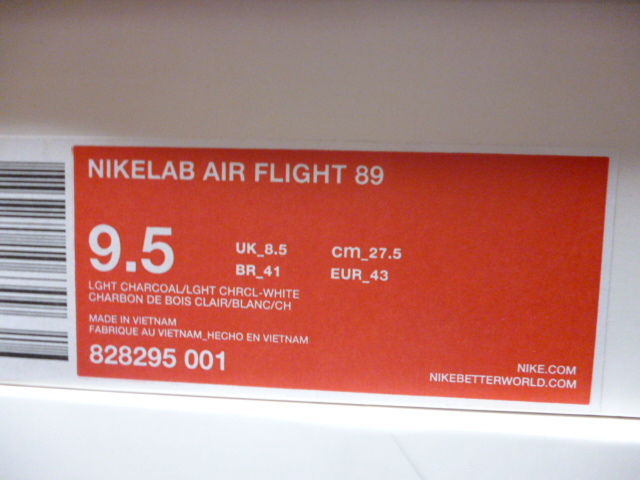 NIKELAB AIR FLIGHT 89
9.5
UK_8.5 cm_27.5
BR_41 EUR_43
LGHT CHARCOAL/LGHT CHRCL-WHITE
CHARBON DE BOIS CLAIR/BLANC/CH
MADE IN VIETNAM
FABRIQUE AU VIETNAM_HECHO EN VIETNAM
828295 001
NIKE.COM
NIKEBETTERWORLD.COM